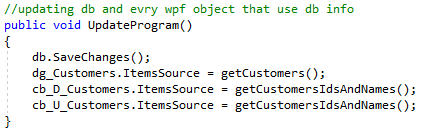 //updating db and evry wpf object that use db info
public void UpdateProgram()
{
    db.SaveChanges();
    dg_Customers.ItemsSource = getCustomers();
    cb_D_Customers.ItemsSource = getCustomersIdsAndNames();
    cb_U_Customers.ItemsSource = getCustomersIdsAndNames();
}